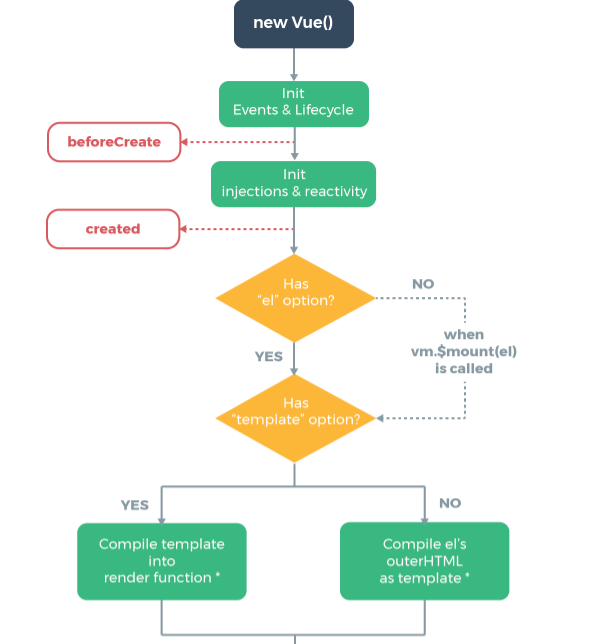 new Vue()
Init
Events & Lifecycle
beforeCreate
Init
injections & reactivity
created
Has
“el” option?
NO
when
vm.$mount(el)
is called
YES
Has
“template” option?
YES
NO
Compile template
into
render function *
Compile el’s
outerHTML
as template *